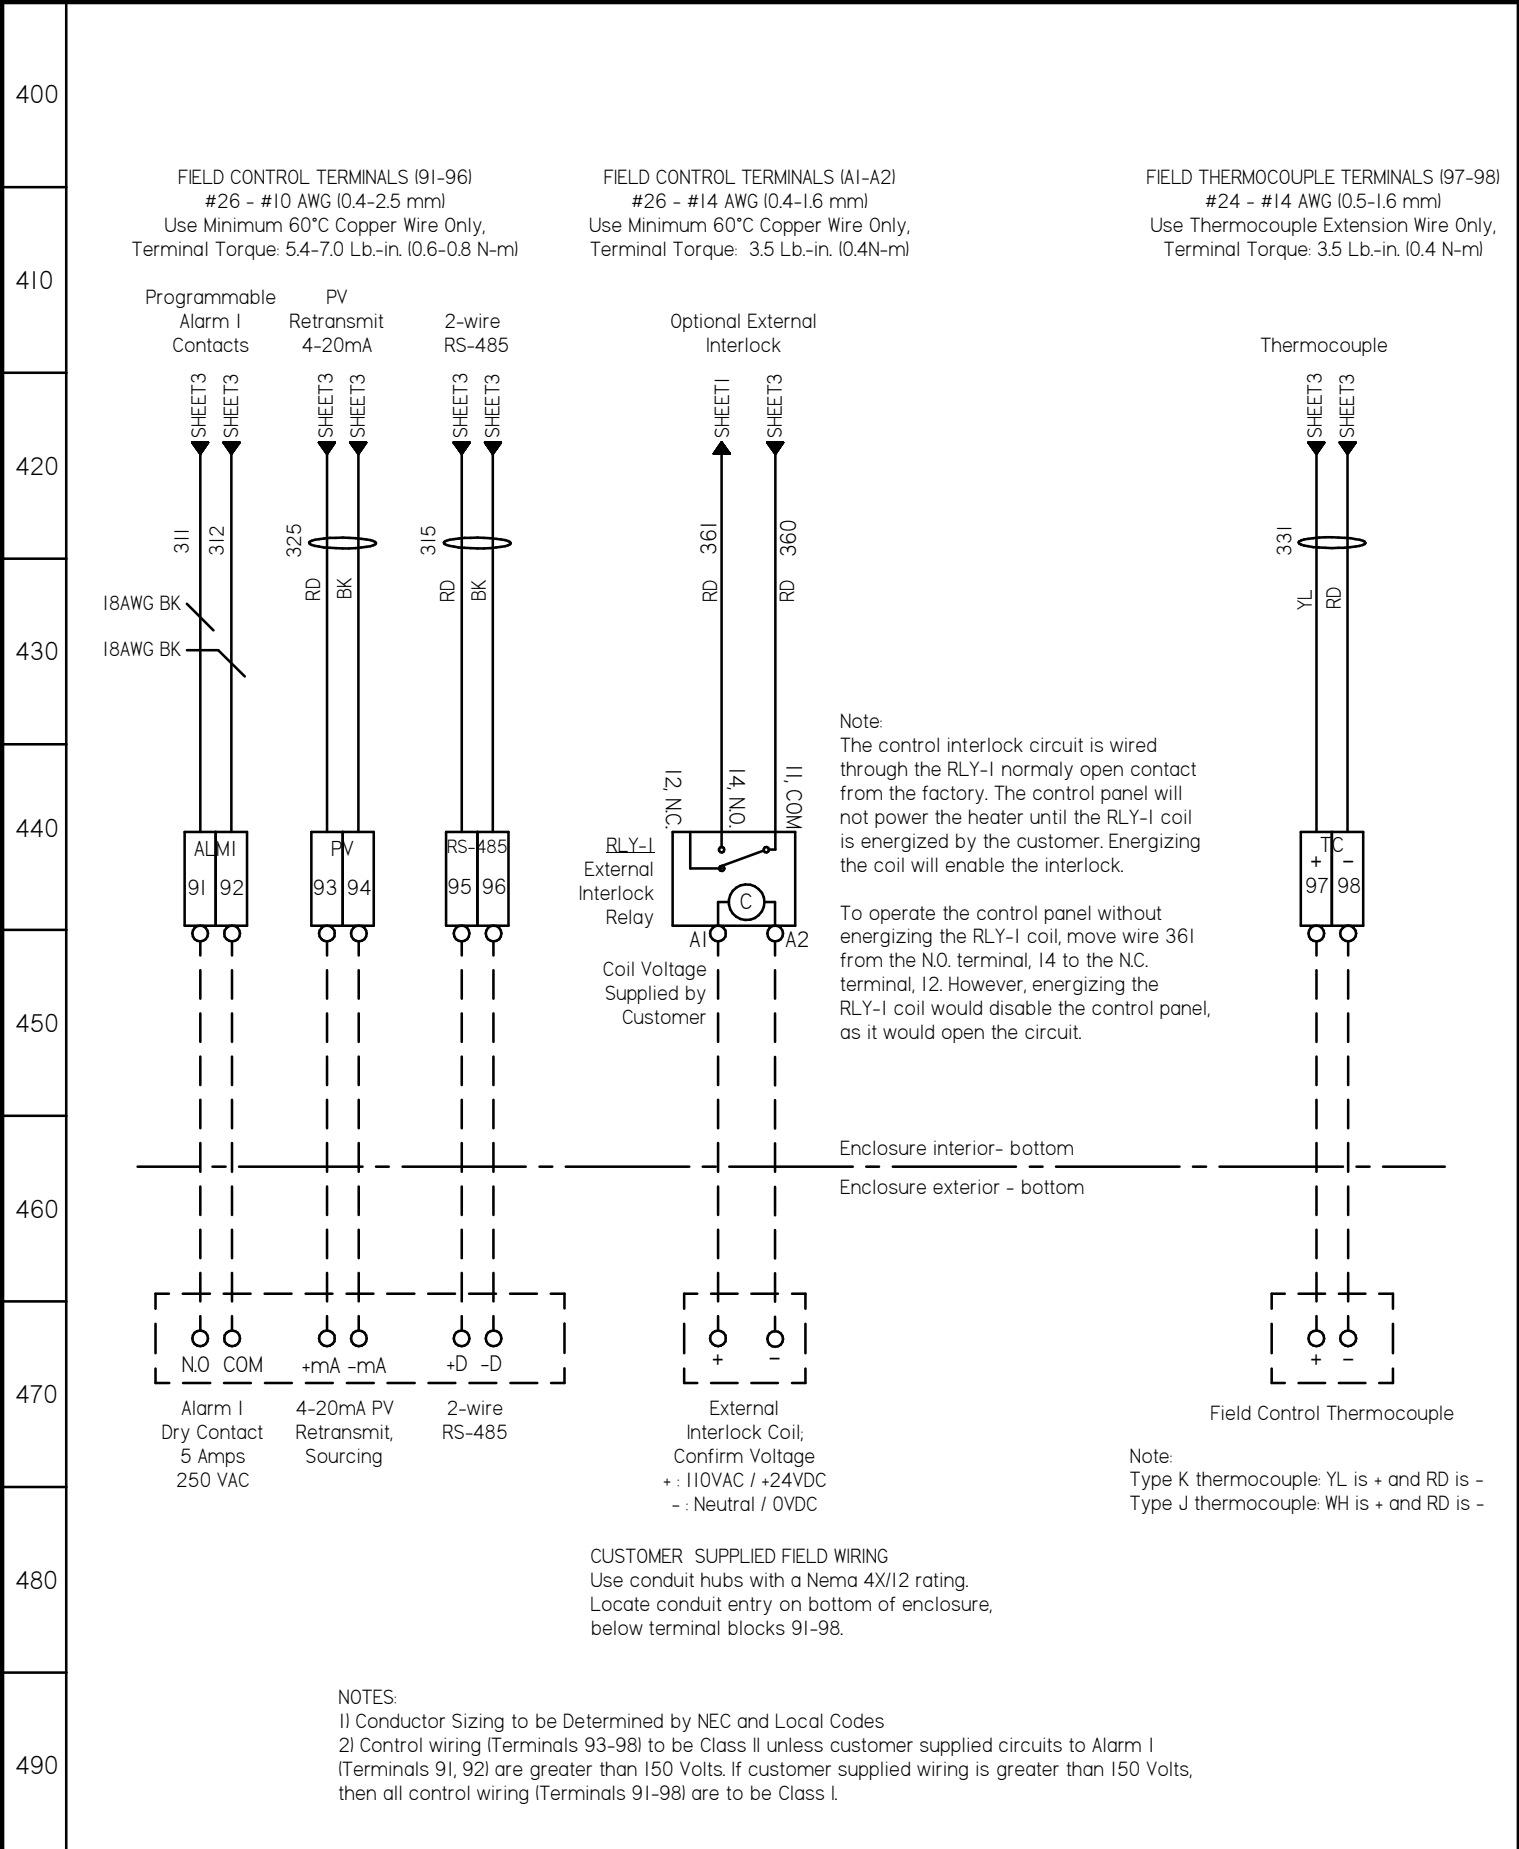 400
FIELD CONTROL TERMINALS (91-96)
#26 - #10 AWG (0.4-2.5 mm)
Use Minimum 60°C Copper Wire Only,
Terminal Torque: 5.4-7.0 Lb.-in. (0.6-0.8 N-m)
FIELD CONTROL TERMINALS (A1-A2)
#26 - #14 AWG (0.4-1.6 mm)
Use Minimum 60°C Copper Wire Only,
Terminal Torque: 3.5 Lb.-in. (0.4N-m)
FIELD THERMOCOUPLE TERMINALS (97-98)
#24 - #14 AWG (0.5-1.6 mm)
Use Thermocouple Extension Wire Only,
Terminal Torque: 3.5 Lb.-in. (0.4 N-m)
410
Programmable
Alarm 1
Contacts
PV
Retransmit
4-20mA
2-wire
RS-485
Optional External
Interlock
Thermocouple
SHEET3
SHEET3
SHEET3
SHEET3
SHEET3
SHEET3
SHEET1
SHEET3
SHEET3
SHEET3
420
311
312
325
315
361
360
331
18AWG BK
18AWG BK
RD
BK
RD
BK
RD
RD
YL
RD
430
Note:
The control interlock circuit is wired
through the RLY-1 normaly open contact
from the factory. The control panel will
not power the heater until the RLY-1 coil
is energized by the customer. Energizing
the coil will enable the interlock.
To operate the control panel without
energizing the RLY-1 coil, move wire 361
from the N.O. terminal, 14 to the N.C.
terminal, 12. However, energizing the
RLY-1 coil would disable the control panel,
as it would open the circuit.
12, N.C.
14, N.O.
11, COM
440
ALM1
91 92
PV
93 94
RS-485
95 96
RLY-1
External
Interlock
Relay
C
A1
A2
TC
+ -
97 98
Coil Voltage
Supplied by
Customer
450
Enclosure interior- bottom
Enclosure exterior - bottom
460
N.O COM
+mA -mA
+D -D
+ -
+ -
470
Alarm 1
Dry Contact
5 Amps
250 VAC
4-20mA PV
Retransmit,
Sourcing
2-wire
RS-485
External
Interlock Coil;
Confirm Voltage
+ : 110VAC / +24VDC
- : Neutral / 0VDC
Field Control Thermocouple
Note:
Type K thermocouple: YL is + and RD is -
Type J thermocouple: WH is + and RD is -
480
CUSTOMER SUPPLIED FIELD WIRING
Use conduit hubs with a Nema 4X/12 rating.
Locate conduit entry on bottom of enclosure,
below terminal blocks 91-98.
490
NOTES:
1) Conductor Sizing to be Determined by NEC and Local Codes
2) Control wiring (Terminals 93-98) to be Class II unless customer supplied circuits to Alarm 1
(Terminals 91, 92) are greater than 150 Volts. If customer supplied wiring is greater than 150 Volts,
then all control wiring (Terminals 91-98) are to be Class I.